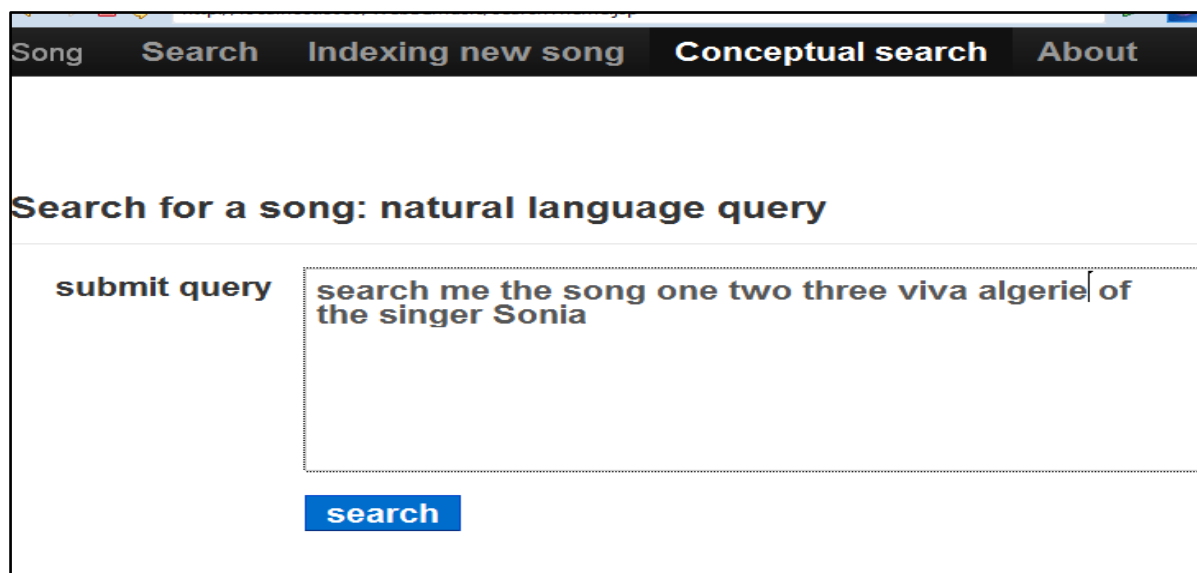 Song Search Indexing new song Conceptual search About
Search for a song: natural language query
submit query
search me the song one two three viva algerie of
the singer Sonia
search